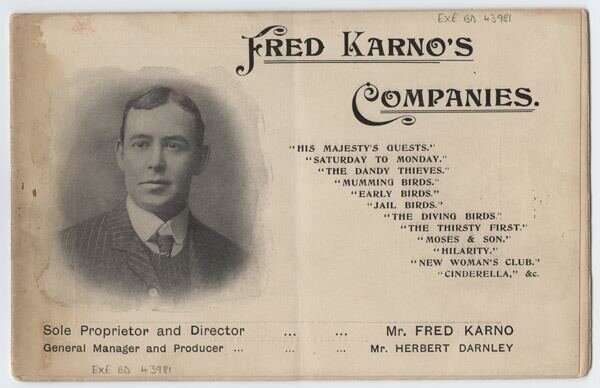 EXE BD 43981
FRED KARNO'S
COMPANIES.
"HIS MAJESTY'S GUESTS."
"SATURDAY TO MONDAY."
"THE DANDY THIEVES."
"MUMMING BIRDS."
"EARLY BIRDS."
"JAIL BIRDS."
"THE DIVING BIRDS."
"THE THIRSTY FIRST."
"MOSES & SON."
"HILARITY."
"NEW WOMAN'S CLUB."
"CINDERELLA," &c.
Sole Proprietor and Director ... ... Mr. FRED KARNO
General Manager and Producer ... ... ... Mr. HERBERT DARNLEY
EXE BD 43981